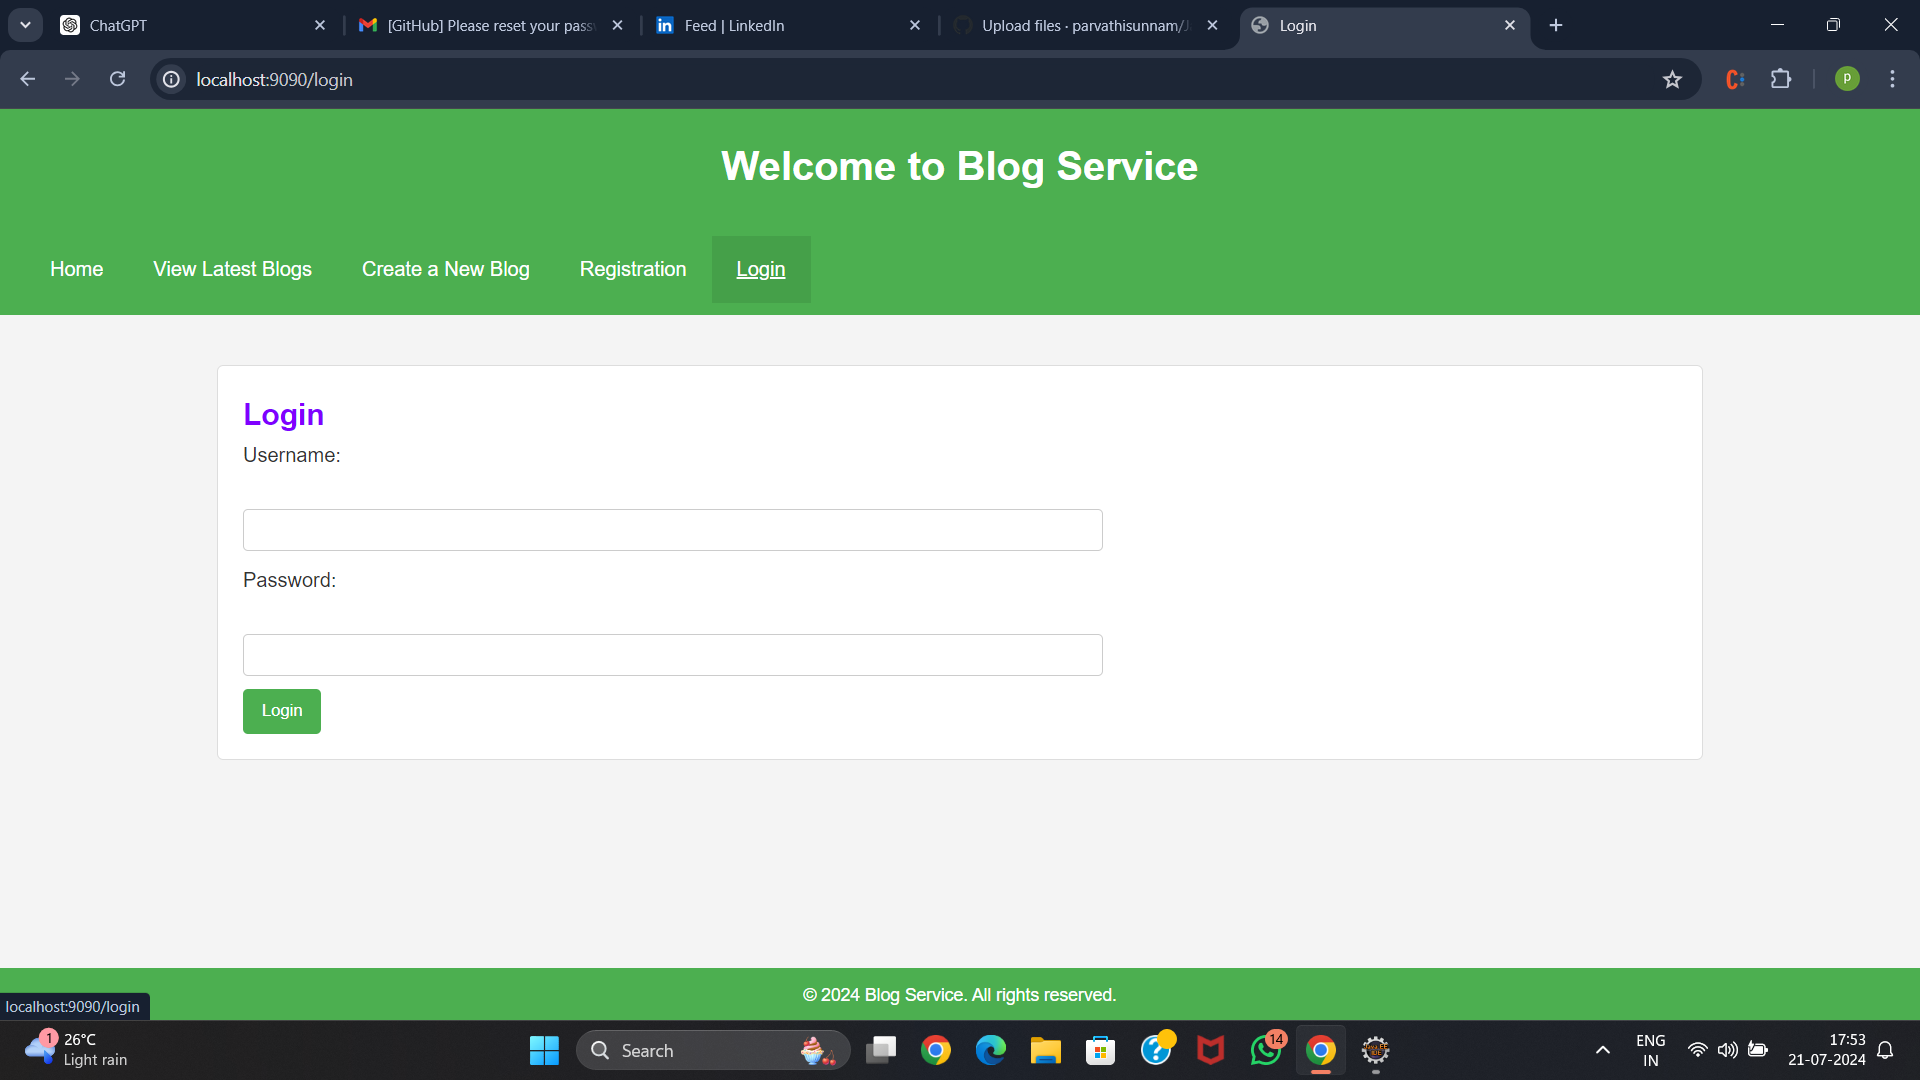 ChatGPT
[GitHub] Please reset your pass
Feed | LinkedIn
Upload files · parvathisunnam/J
Login
localhost:9090/login
P
Welcome to Blog Service
Home
View Latest Blogs
Create a New Blog
Registration
Login
Login
Username:
Password:
Login
© 2024 Blog Service. All rights reserved.
localhost:9090/login
1
26°C
Light rain
Search
14
ENG
IN
17:53
21-07-2024